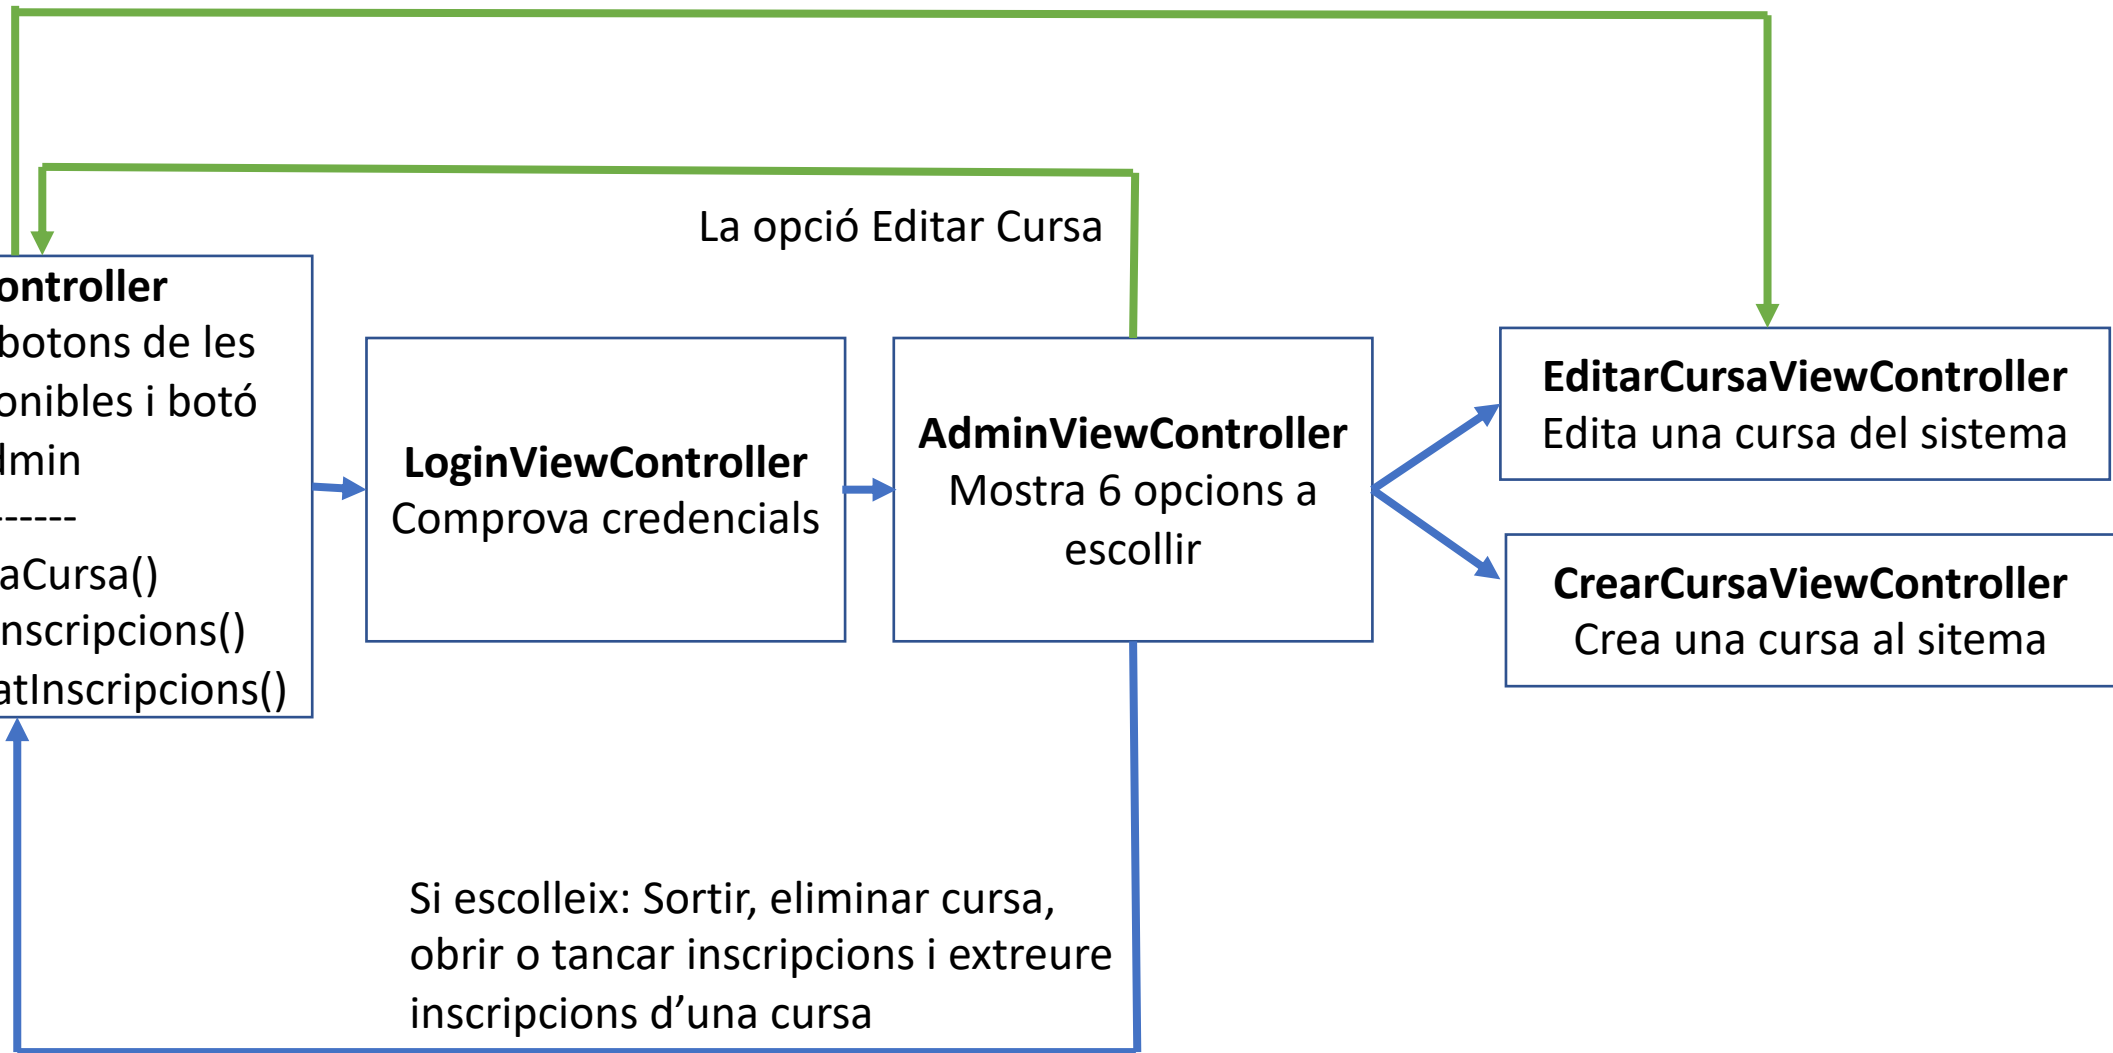 La opció Editar Cursa
ontroller
botons de les
onibles i botó
dmin
------
aCursa()
nscripcions()
atInscripcions()
LoginViewController
Comprova credencials
AdminViewController
Mostra 6 opcions a
escollir
EditarCursaViewController
Edita una cursa del sistema
CrearCursaViewController
Crea una cursa al sitema
Si escolleix: Sortir, eliminar cursa,
obrir o tancar inscripcions i extreure
inscripcions d’una cursa